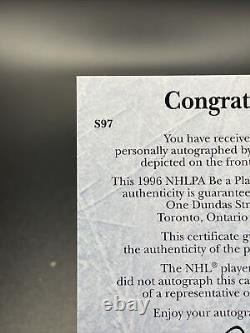 Congrat
S97
You have receive
personally autographed by
depicted on the front
This 1996 NHLPA Be a Pla
authenticity is guarantee
One Dundas Str
Toronto, Ontario
This certificate g
the authenticity of the p
The NHL® player
did not autograph this ca
of a representative o
Enjoy your autogra